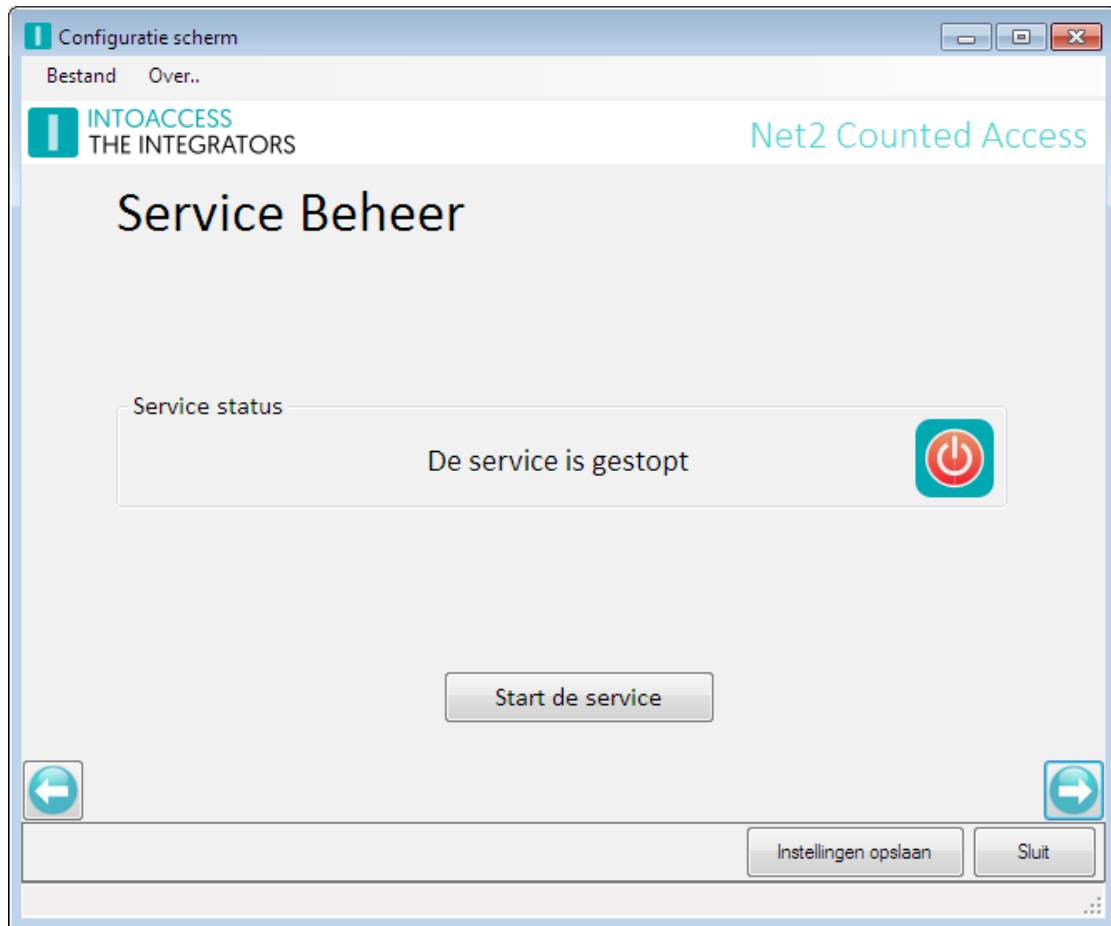 Configuratie scherm
Bestand Over..
INTOACCESS
THE INTEGRATORS
Net2 Counted Access
Service Beheer
Service status
De service is gestopt
Start de service
Instellingen opslaan
Sluit